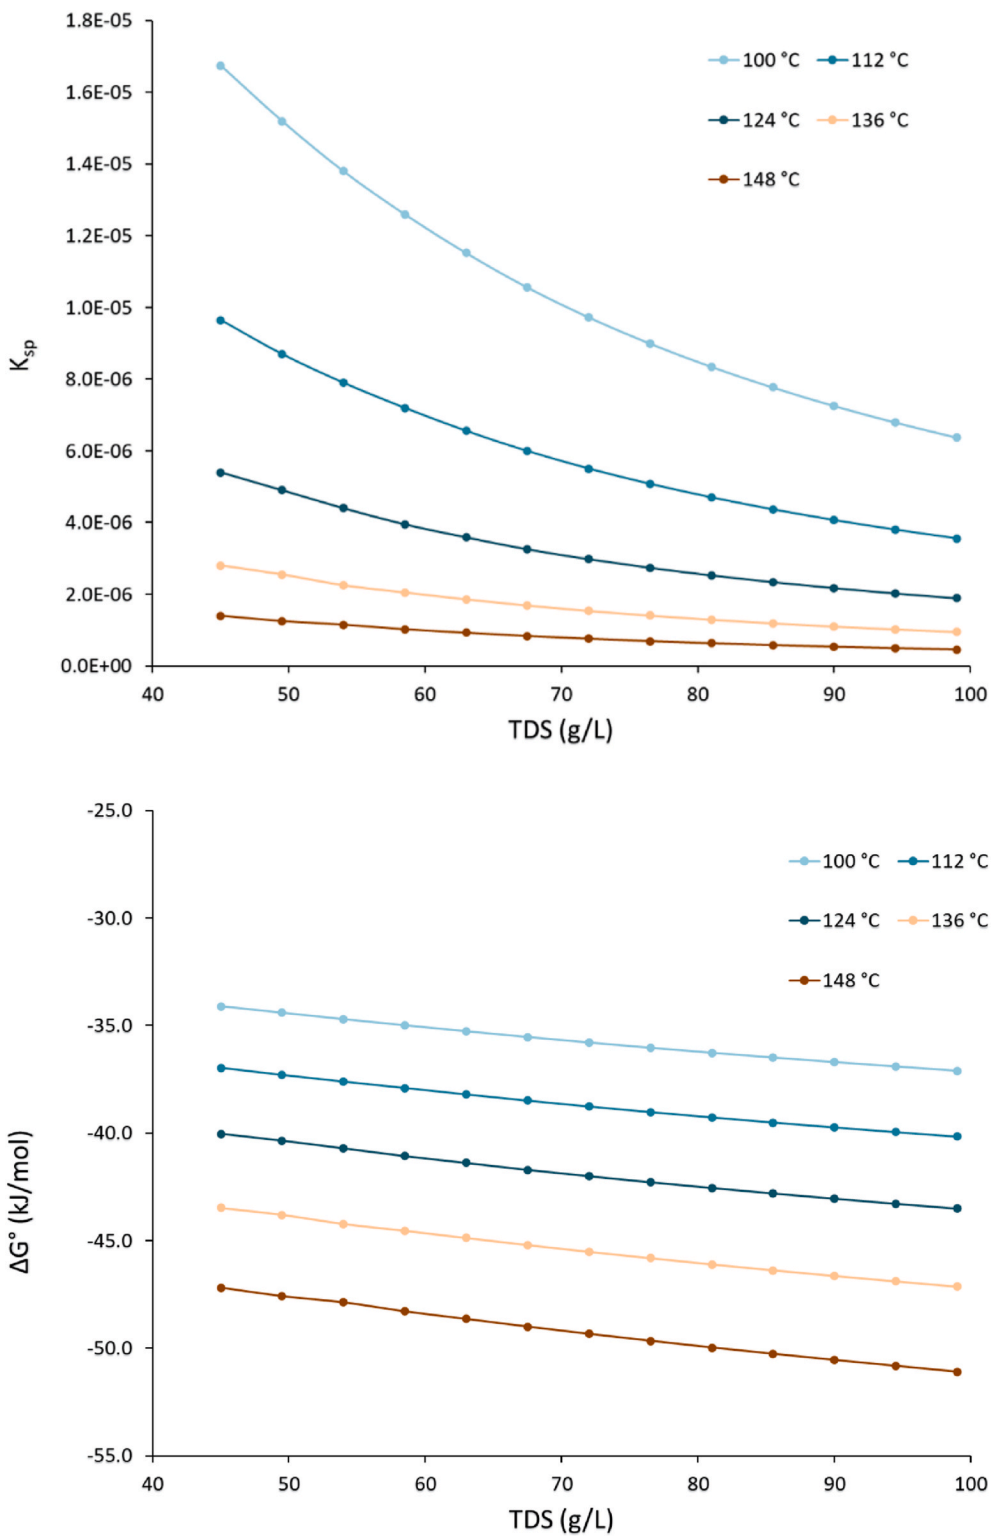 1.8E-05
1.6E-05
1.4E-05
1.2E-05
1.0E-05
8.0E-06
6.0E-06
4.0E-06
2.0E-06
0.0E+00
Ksp
100 °C 112 °C
124 °C 136 °C
148 °C
40 50 60 70 80 90 100
TDS (g/L)
-25.0
-30.0
-35.0
-40.0
-45.0
-50.0
-55.0
ΔG° (kJ/mol)
100 °C 112 °C
124 °C 136 °C
148 °C
40 50 60 70 80 90 100
TDS (g/L)